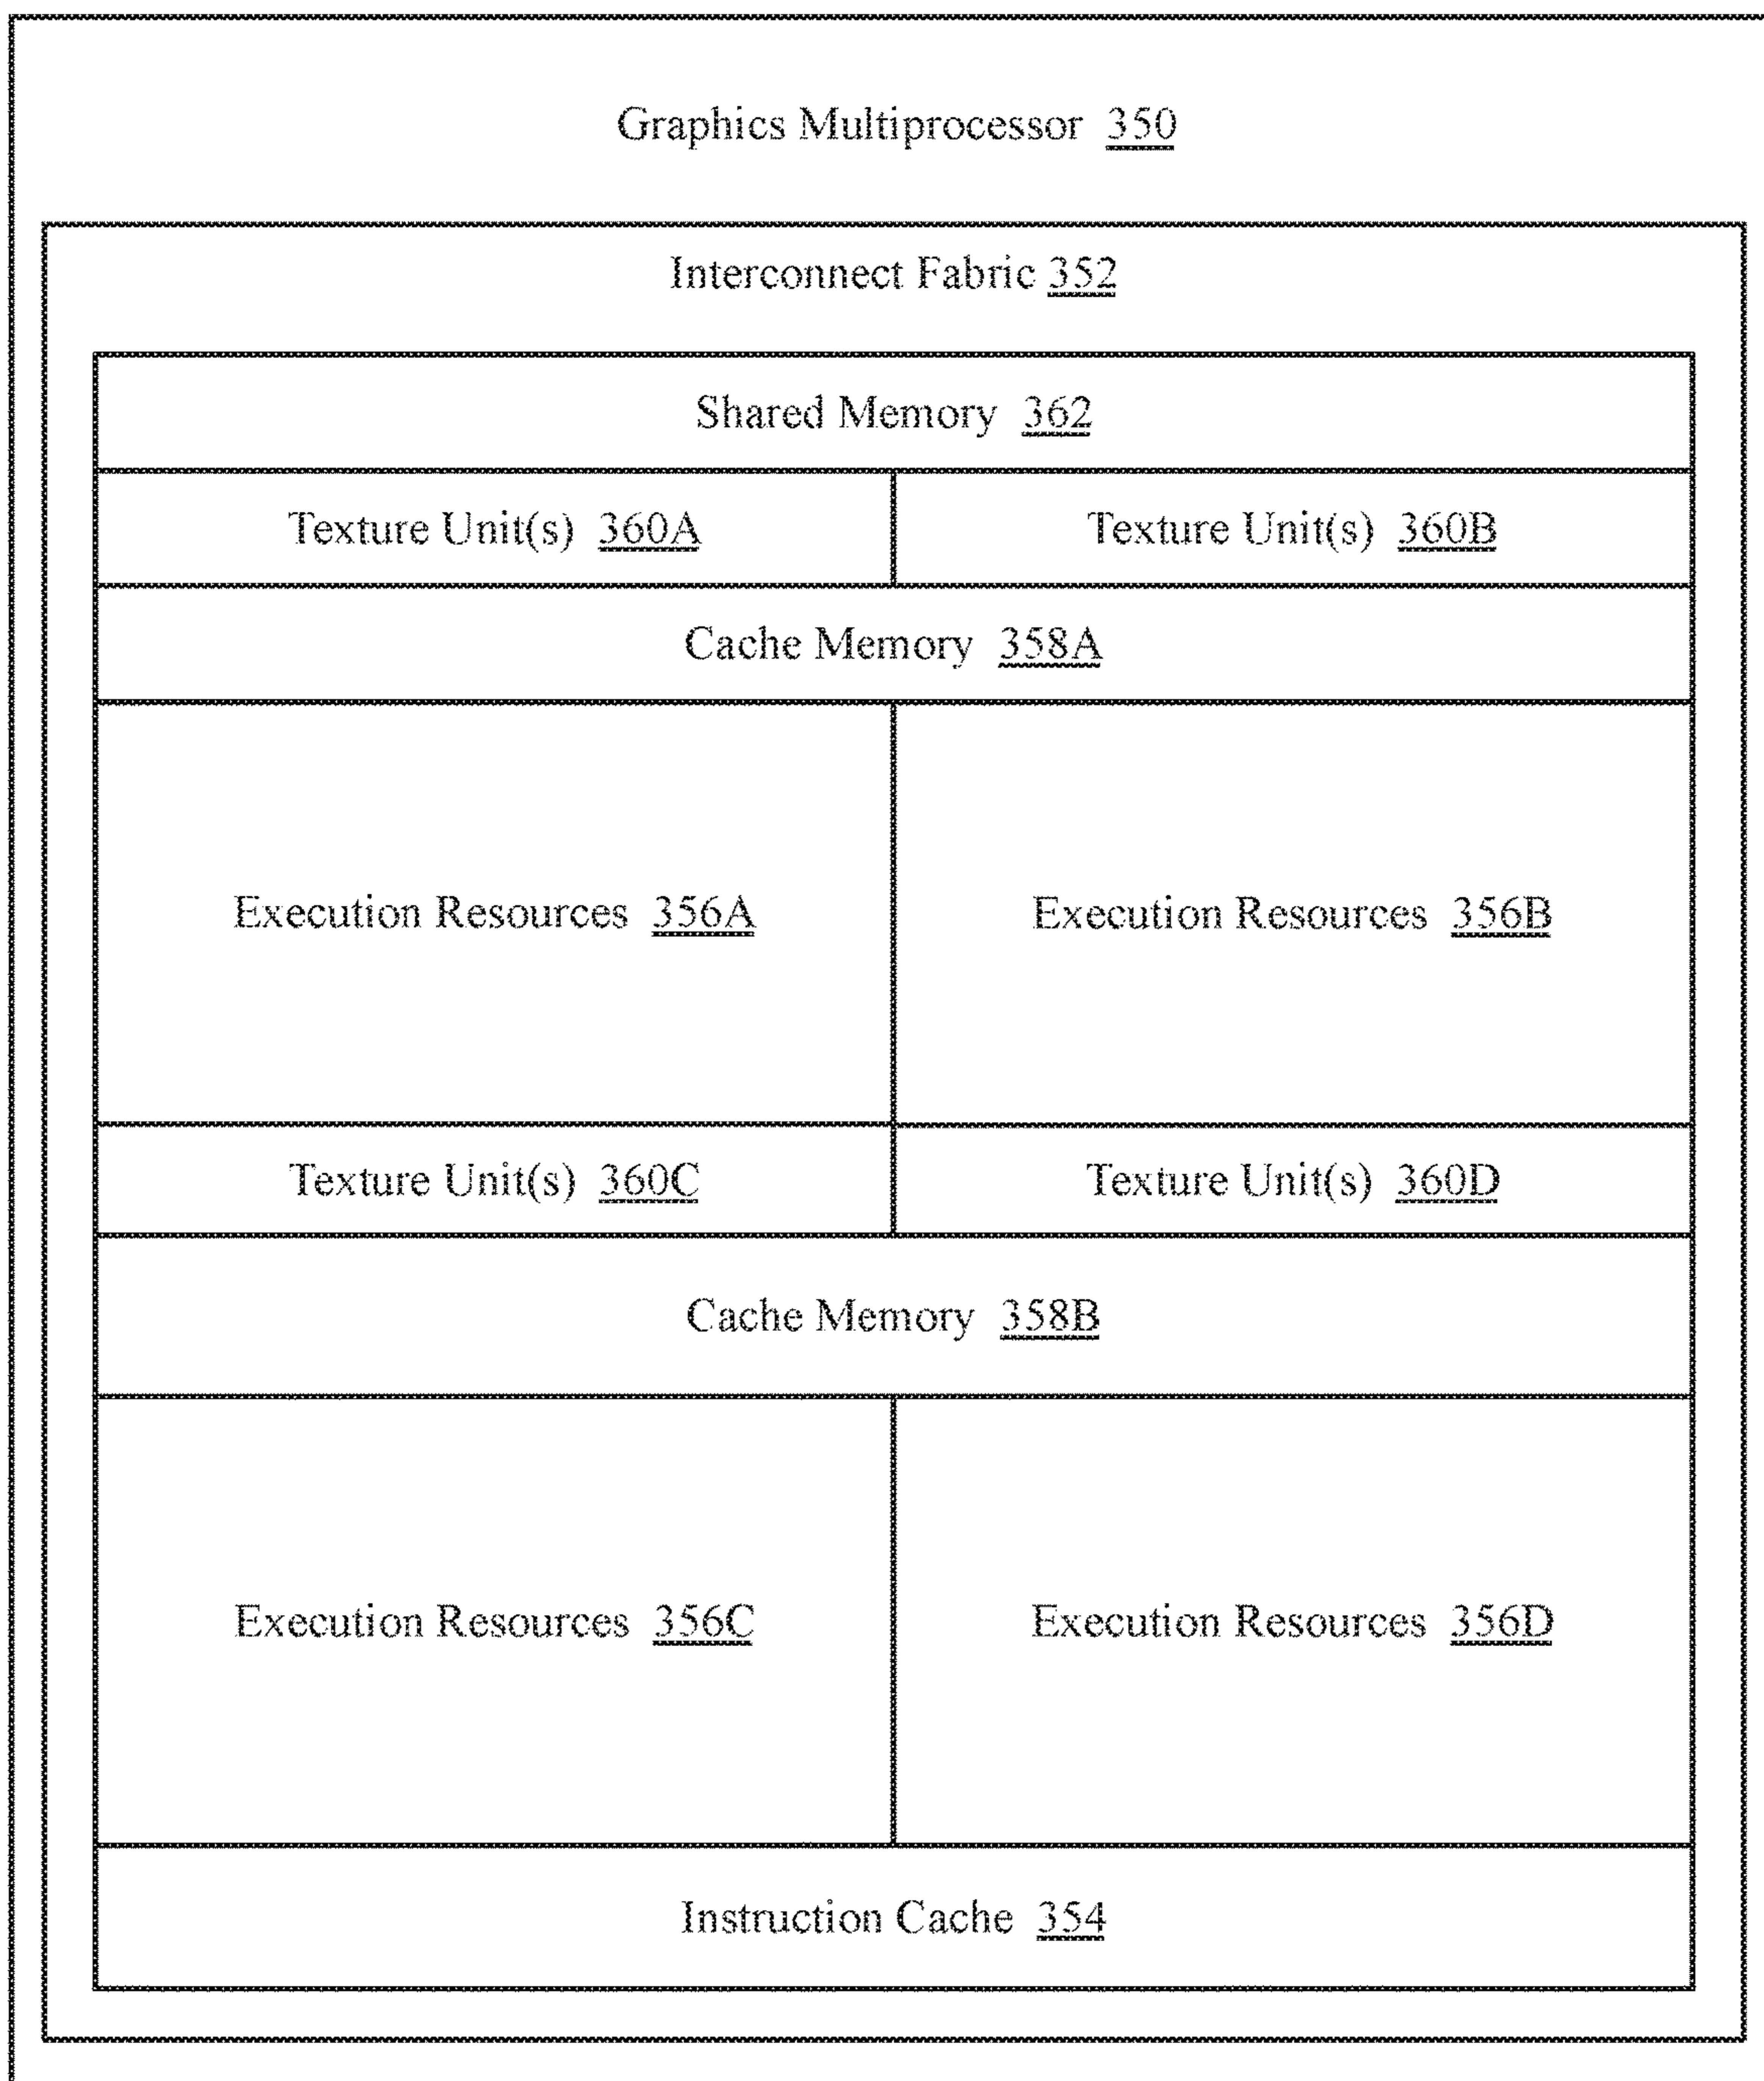 Graphics Multiprocessor 350
Interconnect Fabric 352
Shared Memory 362
Texture Unit(s) 360A
Texture Unit(s) 360B
Cache Memory 358A
Execution Resources 356A
Execution Resources 356B
Texture Unit(s) 360C
Texture Unit(s) 360D
Cache Memory 358B
Execution Resources 356C
Execution Resources 356D
Instruction Cache 354